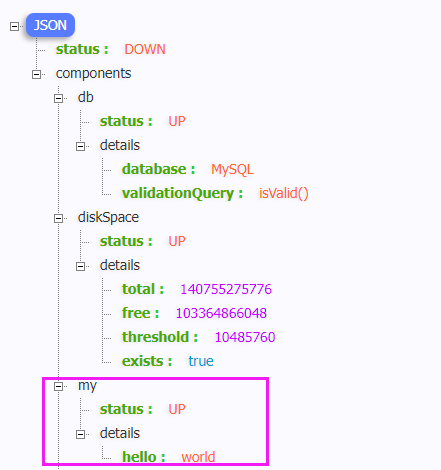 JSON
status : DOWN
components
db
status : UP
details
database : MySQL
validationQuery : isValid()
diskSpace
status : UP
details
total : 140755275776
free : 103364866048
threshold : 10485760
exists : true
my
status : UP
details
hello : world